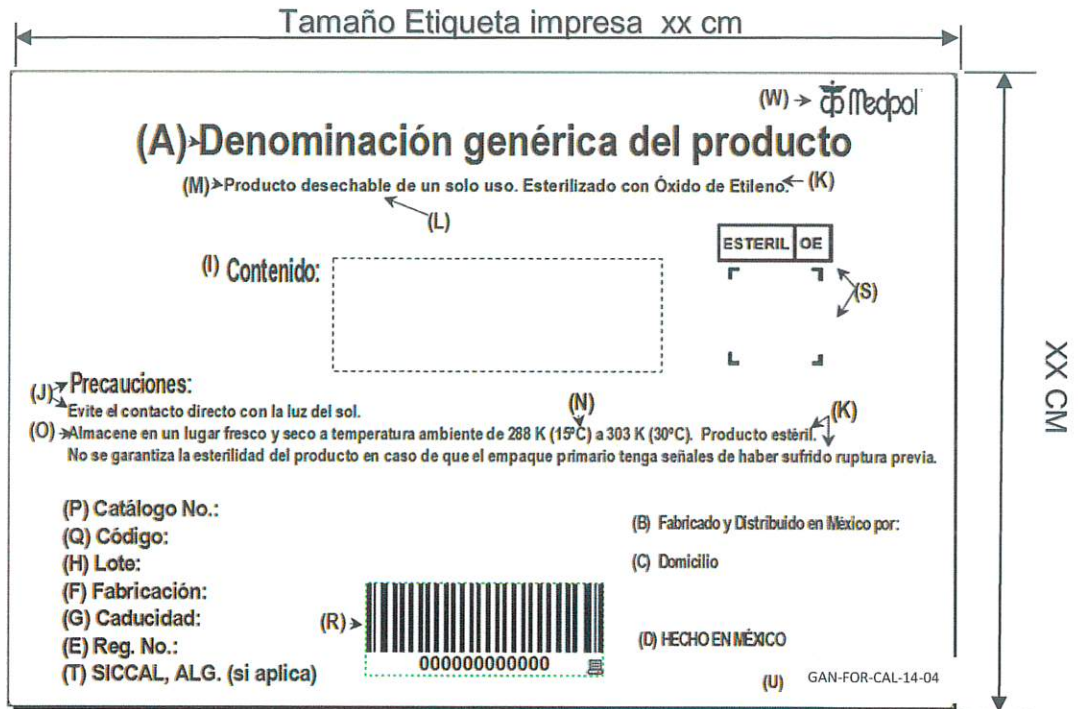 Tamaño Etiqueta impresa xx cm
(W) Medpol
(A) Denominación genérica del producto
(M) Producto desechable de un solo uso. Esterilizado con Óxido de Etileno. (K)
(L)
ESTERIL OE
(I) Contenido:
(S)
XX CM
(J) Precauciones:
Evite el contacto directo con la luz del sol.
(N)
(K)
(O) Almacene en un lugar fresco y seco a temperatura ambiente de 288 K (15ºC) a 303 K (30ºC). Producto estéril.
No se garantiza la esterilidad del producto en caso de que el empaque primario tenga señales de haber sufrido ruptura previa.
(P) Catálogo No.:
(Q) Código:
(H) Lote:
(F) Fabricación:
(G) Caducidad:
(E) Reg. No.:
(T) SICCAL, ALG. (si aplica)
(R)
000000000000
(B) Fabricado y Distribuido en México por:
(C) Domicilio
(D) HECHO EN MÉXICO
(U) GAN-FOR-CAL-14-04